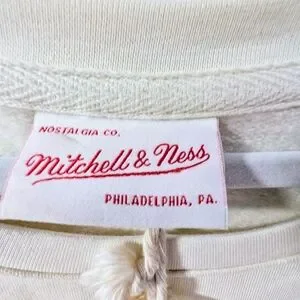 NOSTALGIA CO.
Mitchell & Ness
PHILADELPHIA, PA.